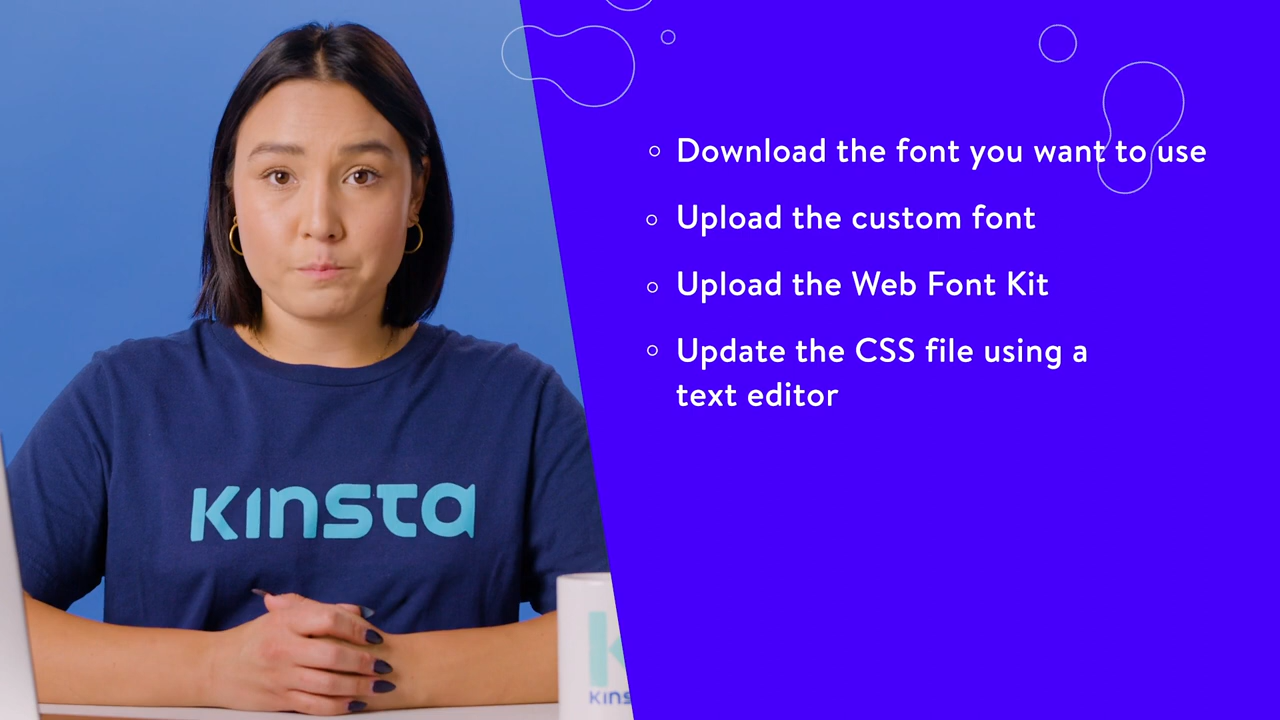 Download the font you want to use
Upload the custom font
Upload the Web Font Kit
Update the CSS file using a
text editor
Kinsta
K
Kins